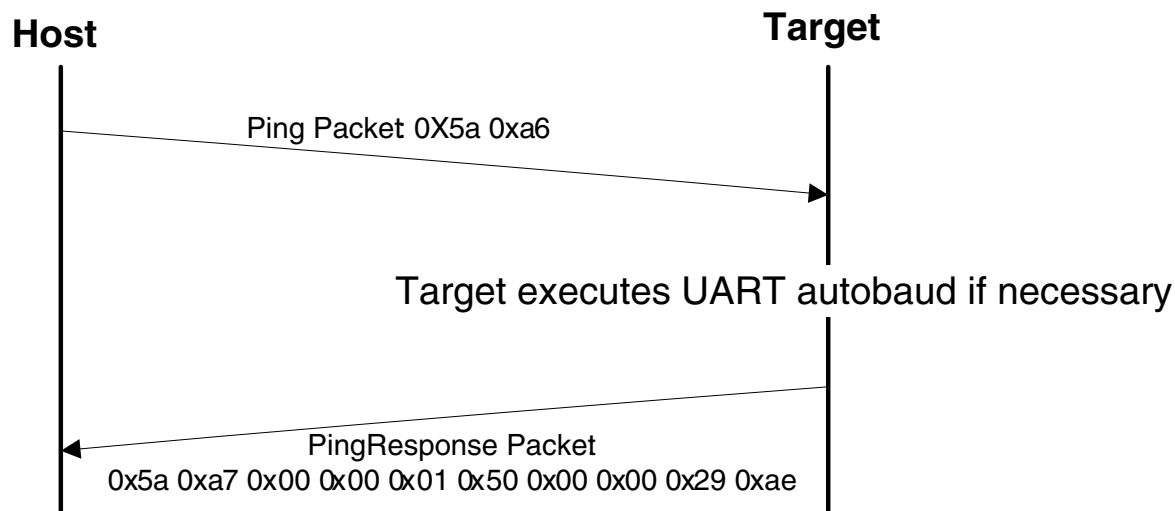 Host
Target
Ping Packet 0X5a 0xa6
Target executes UART autobaud if necessary
PingResponse Packet
0x5a 0xa7 0x00 0x00 0x01 0x50 0x00 0x00 0x29 0xae